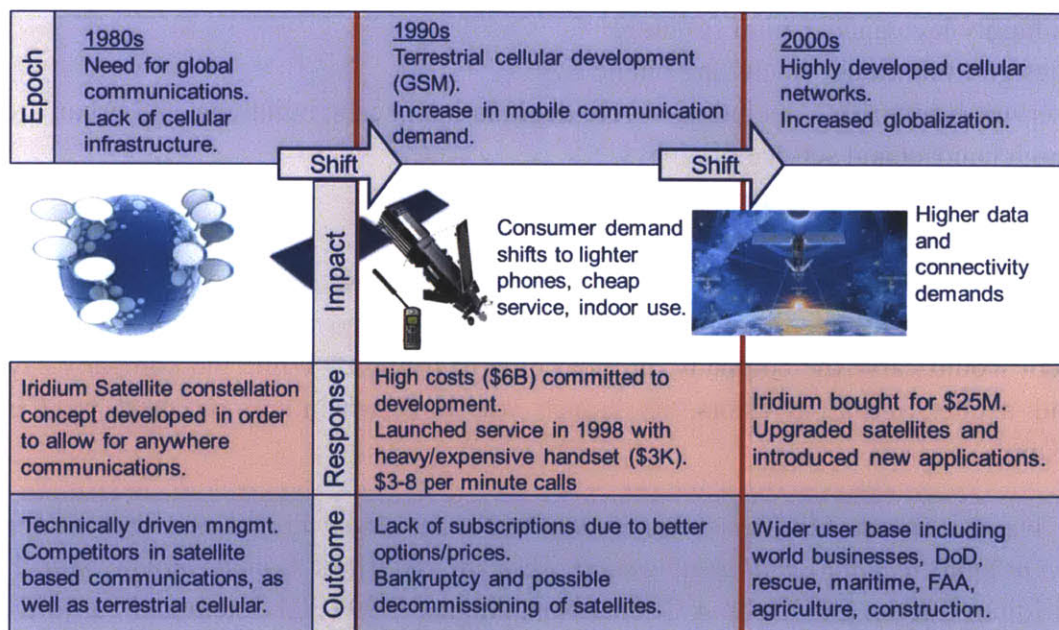 Epoch
1980s
Need for global
communications.
Lack of cellular
infrastructure.
1990s
Terrestrial cellular development
(GSM).
Increase in mobile communication
demand.
2000s
Highly developed cellular
networks.
Increased globalization.
Shift
Shift
Impact
Consumer demand
shifts to lighter
phones, cheap
service, indoor use.
Higher data
and
connectivity
demands
Response
Iridium Satellite constellation
concept developed in order
to allow for anywhere
communications.
High costs ($6B) committed to
development.
Launched service in 1998 with
heavy/expensive handset ($3K).
$3-8 per minute calls
Iridium bought for $25M.
Upgraded satellites and
introduced new applications.
Outcome
Technically driven mngmt.
Competitors in satellite
based communications, as
well as terrestrial cellular.
Lack of subscriptions due to better
options/prices.
Bankruptcy and possible
decommissioning of satellites.
Wider user base including
world businesses, DoD,
rescue, maritime, FAA,
agriculture, construction.